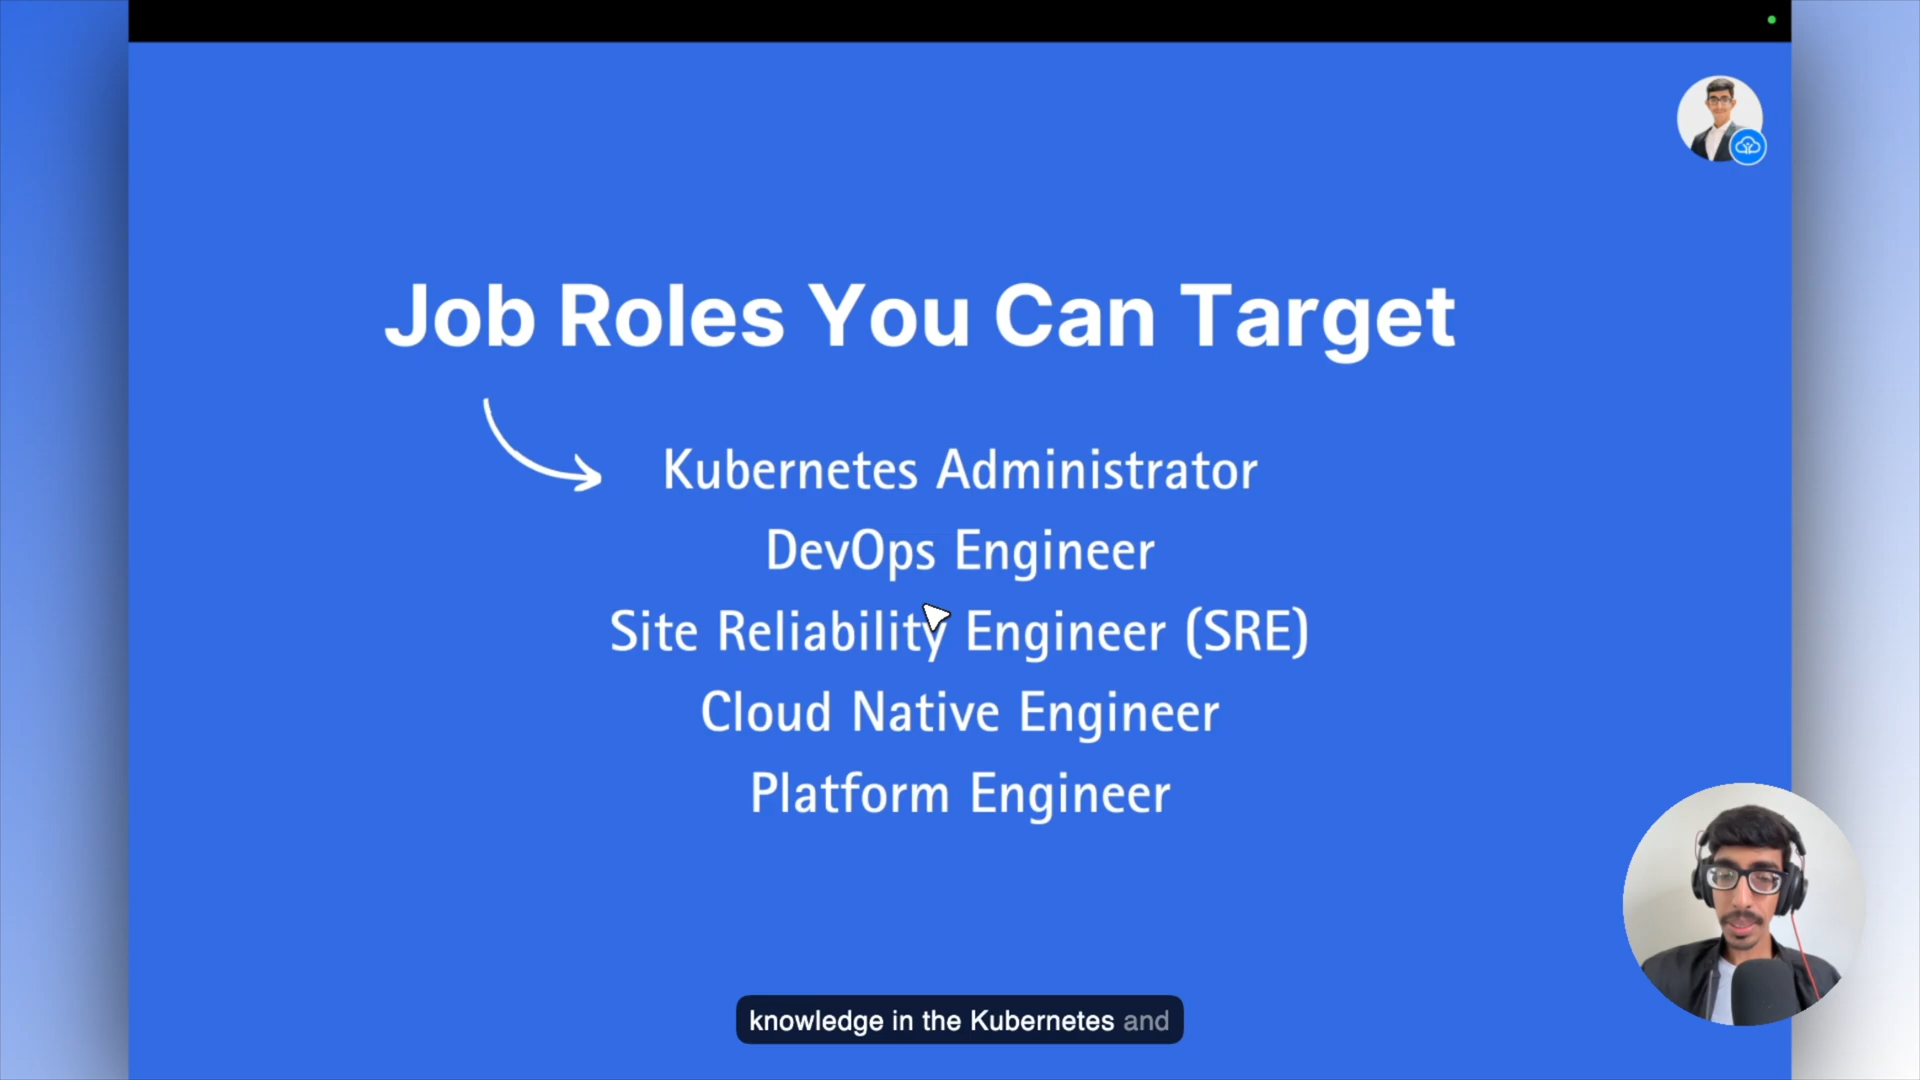 Job Roles You Can Target
Kubernetes Administrator
DevOps Engineer
Site Reliability Engineer (SRE)
Cloud Native Engineer
Platform Engineer
knowledge in the Kubernetes and